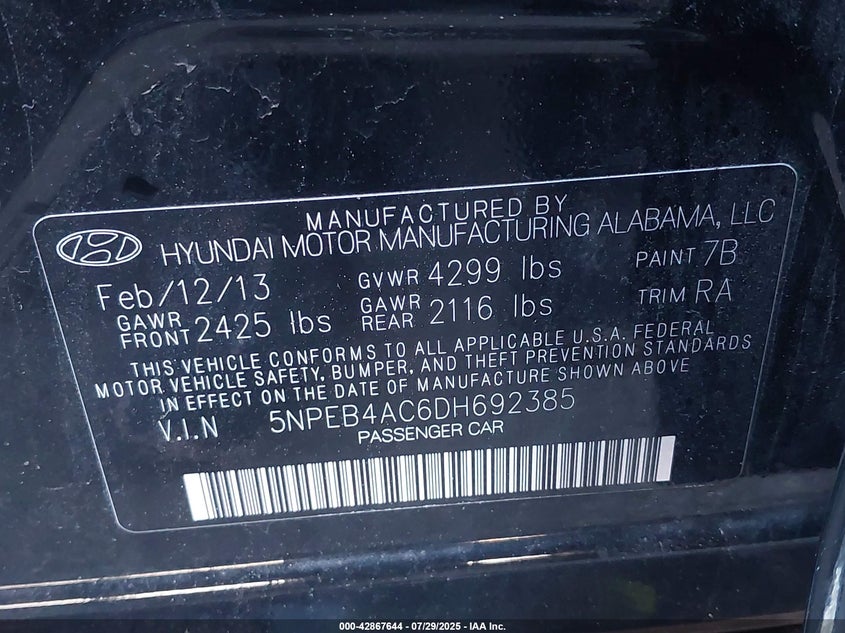 MANUFACTURED BY
HYUNDAI MOTOR MANUFACTURING ALABAMA, LLC
Feb/12/13 GVWR 4299 lbs PAINT 7B
GAWR FRONT 2425 lbs GAWR REAR 2116 lbs TRIM RA
THIS VEHICLE CONFORMS TO ALL APPLICABLE U.S.A. FEDERAL
MOTOR VEHICLE SAFETY, BUMPER, AND THEFT PREVENTION STANDARDS
IN EFFECT ON THE DATE OF MANUFACTURE SHOWN ABOVE
V.I.N 5NPEB4AC6DH692385
PASSENGER CAR
000-42867644 - 07/29/2025 - IAA Inc.